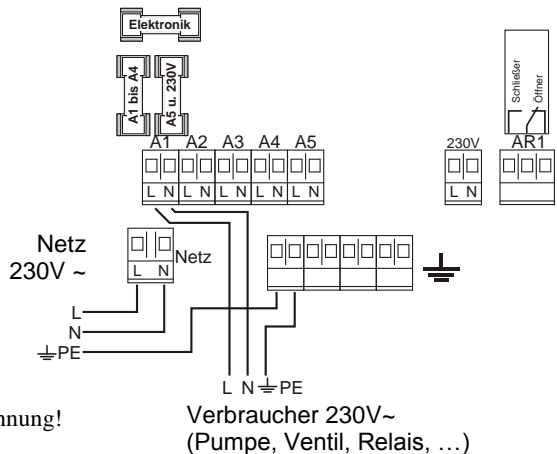 Elektronik
A1 bis A4
A5 u. 230V
Schließer
Öffner
A1 A2 A3 A4 A5
230V
AR1
L N L N L N L N L N
L N
Netz
230V ~
Netz
L N
L
N
PE
L N PE
Verbraucher 230V~
(Pumpe, Ventil, Relais, …)
hnung!